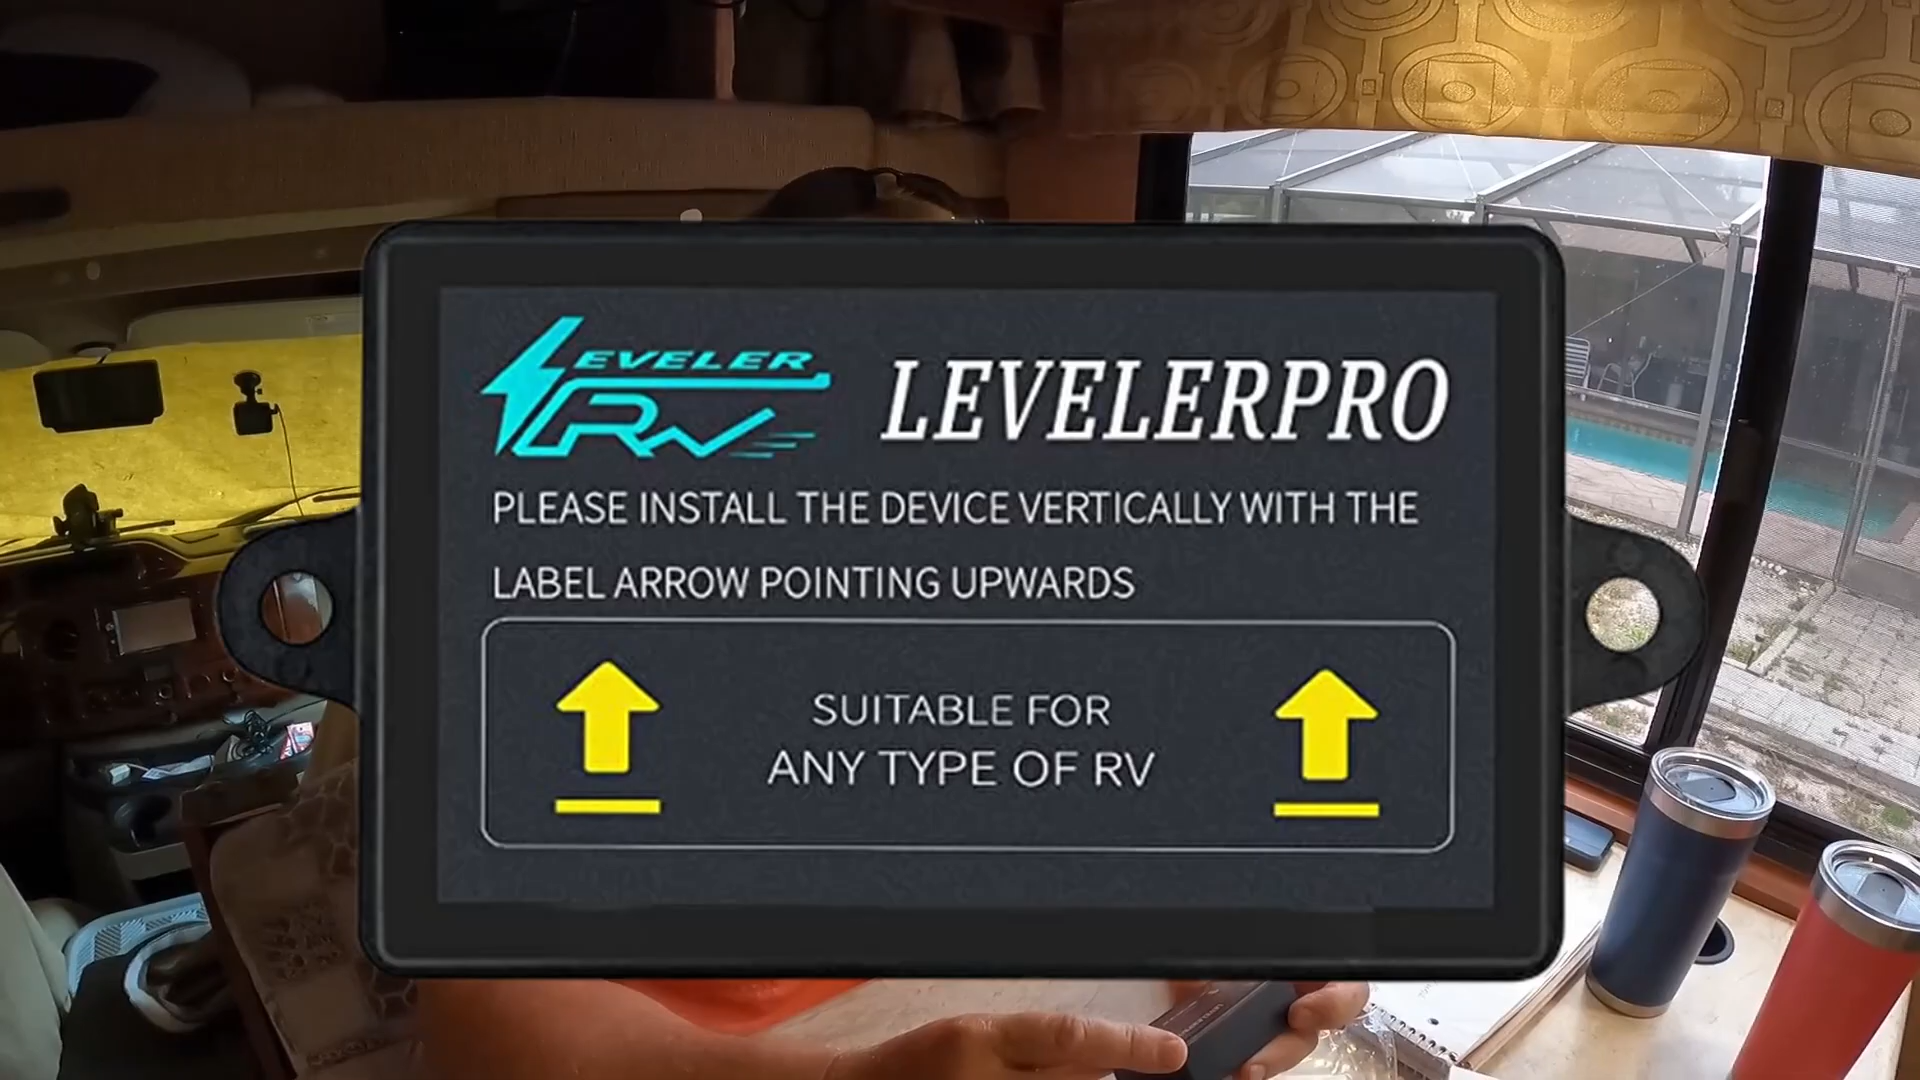 LEVELER
RV
LEVELERPRO
PLEASE INSTALL THE DEVICE VERTICALLY WITH THE
LABEL ARROW POINTING UPWARDS
SUITABLE FOR
ANY TYPE OF RV